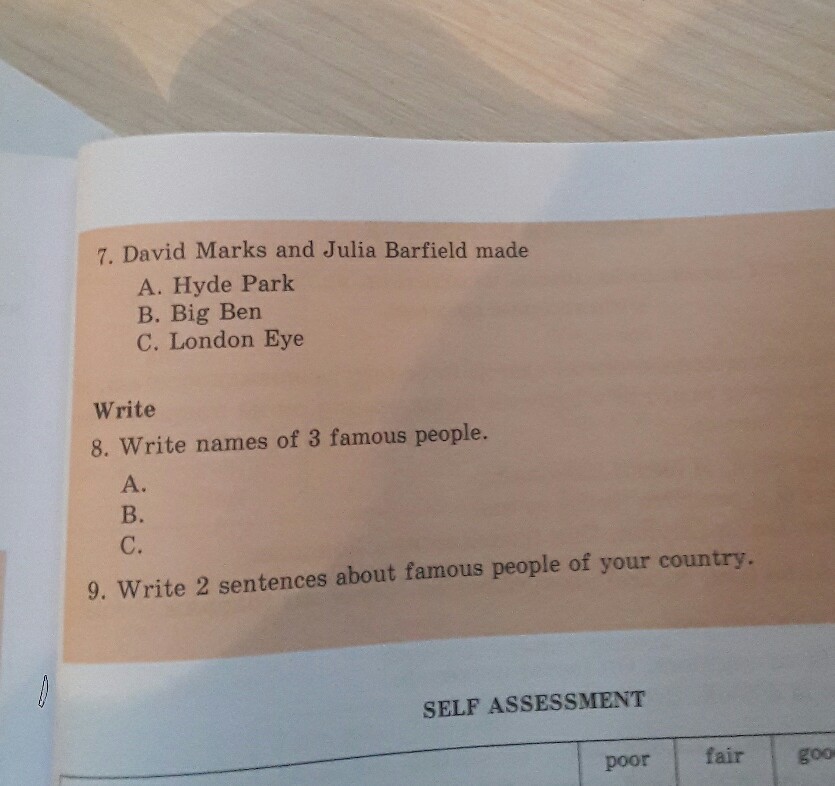 7. David Marks and Julia Barfield made
A. Hyde Park
B. Big Ben
C. London Eye
Write
8. Write names of 3 famous people.
A.
B.
C.
9. Write 2 sentences about famous people of your country.
SELF ASSESSMENT
poor fair